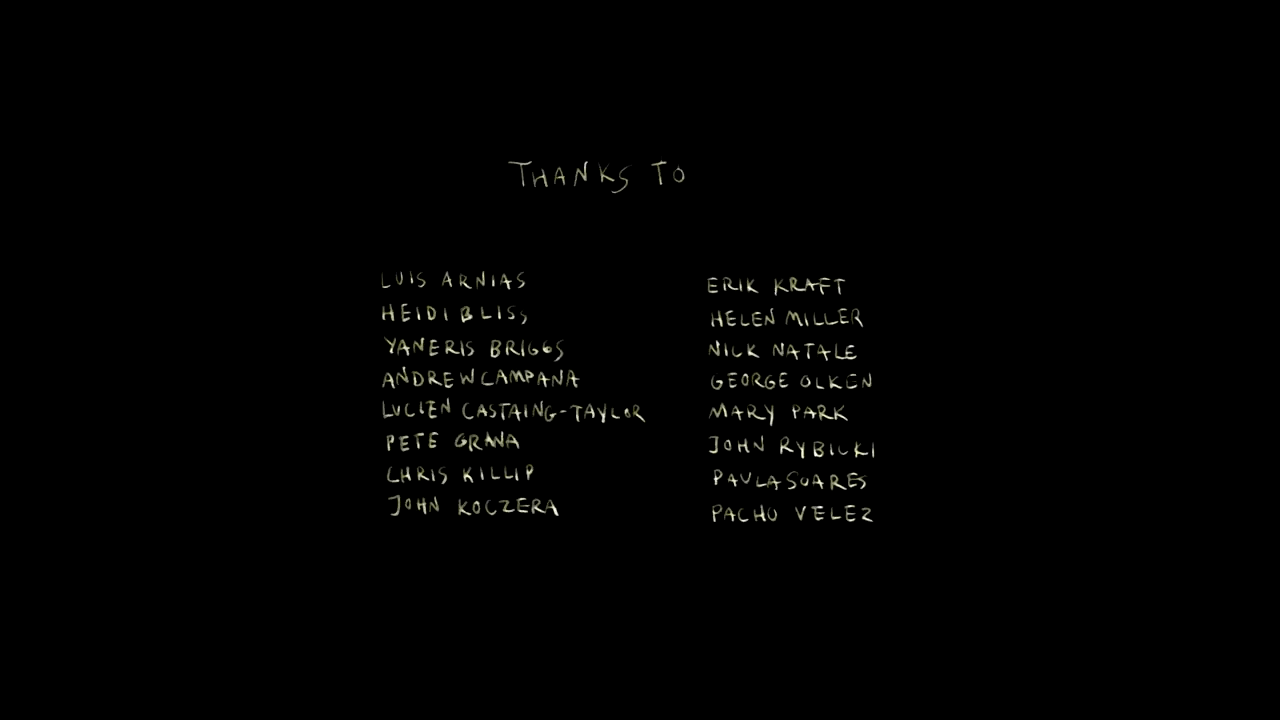 THANKS TO
LUIS ARNIAS
HEIDI BLISS
YANERIS BRIGGS
ANDREW CAMPANA
LUCIEN CASTAING-TAYLOR
PETE GRANA
CHRIS KILLIP
JOHN KOCZERA
ERIK KRAFT
HELEN MILLER
NICK NATALE
GEORGE OLKEN
MARY PARK
JOHN RYBICKI
PAULA SOARES
PACHO VELEZ